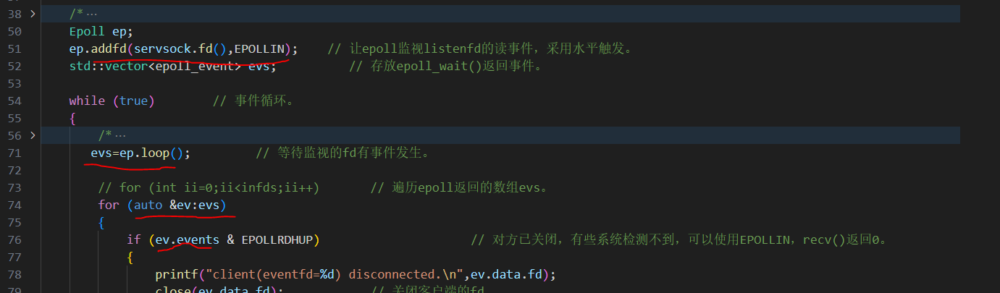 38 > /* ···
50 Epoll ep;
51 ep.addfd(servsock.fd(),EPOLLIN); // 让epoll监视listenfd的读事件，采用水平触发。
52 std::vector<epoll_event> evs; // 存放epoll_wait()返回事件。
53
54 while (true) // 事件循环。
55 {
56 > /* ···
71 evs=ep.loop(); // 等待监视的fd有事件发生。
72
73 // for (int ii=0;ii<infds;ii++) // 遍历epoll返回的数组evs。
74 for (auto &ev:evs)
75 {
76 if (ev.events & EPOLLRDHUP) // 对方已关闭，有些系统检测不到，可以使用EPOLLIN，recv()返回0。
77 {
78 printf("client(eventfd=%d) disconnected.\n",ev.data.fd);
79 close(ev.data.fd); // 关闭客户端的fd